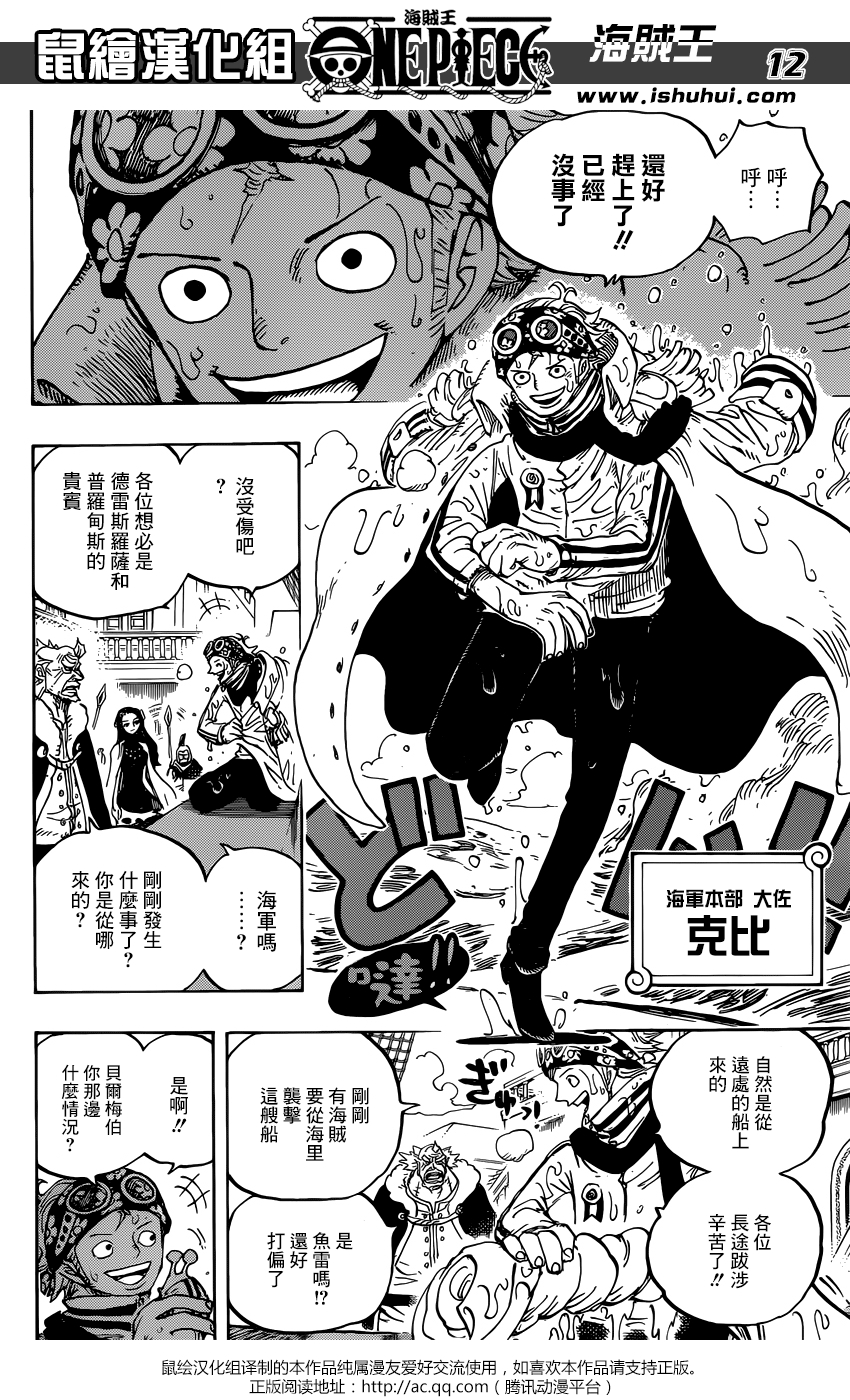 鼠繪漢化組
海賊王
ONE PIECE
海賊王
12
www.ishuhui.com
呼…
呼…
還好
趕上了!!
已經
沒事了
沒受傷吧
?
各位想必是
德雷斯羅薩和
普羅甸斯的
貴賓
海軍嗎
……?
剛剛發生
什麼事了?
你是從哪
來的?
ど
達!!
海軍本部 大佐
克比
自然是從
遠處的船上
來的
各位
長途跋涉
辛苦了!!
ぎゅっ!
剛剛
有海賊
要從海里
襲擊
這艘船
是
魚雷嗎!?
還好
打偏了
是啊!!
貝爾梅伯
你那邊
什麼情況?
鼠绘汉化组译制的本作品纯属漫友爱好交流使用，如喜欢本作品请支持正版。
正版阅读地址：http://ac.qq.com（腾讯动漫平台）